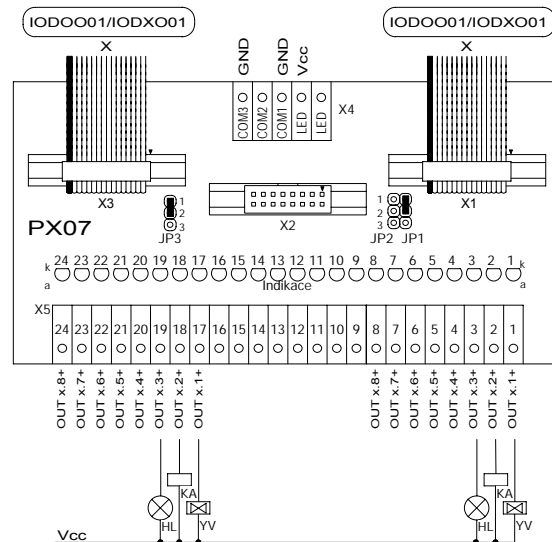 IODOO01/IODXO01 IODOO01/IODXO01
X X
GND GND Vcc
COM3 COM2 COM1 LED LED X4
X3 X2 X1
1 2 3 JP3
1 2 3 JP2 JP1
PX07
k 24 23 22 21 20 19 18 17 16 15 14 13 12 11 10 9 8 7 6 5 4 3 2 1 k
a Indikace a
X5
24 23 22 21 20 19 18 17 16 15 14 13 12 11 10 9 8 7 6 5 4 3 2 1
OUT x.8+ OUT x.7+ OUT x.6+ OUT x.5+ OUT x.4+ OUT x.3+ OUT x.2+ OUT x.1+ OUT x.8+ OUT x.7+ OUT x.6+ OUT x.5+ OUT x.4+ OUT x.3+ OUT x.2+ OUT x.1+
KA KA
HL YV HL YV
Vcc